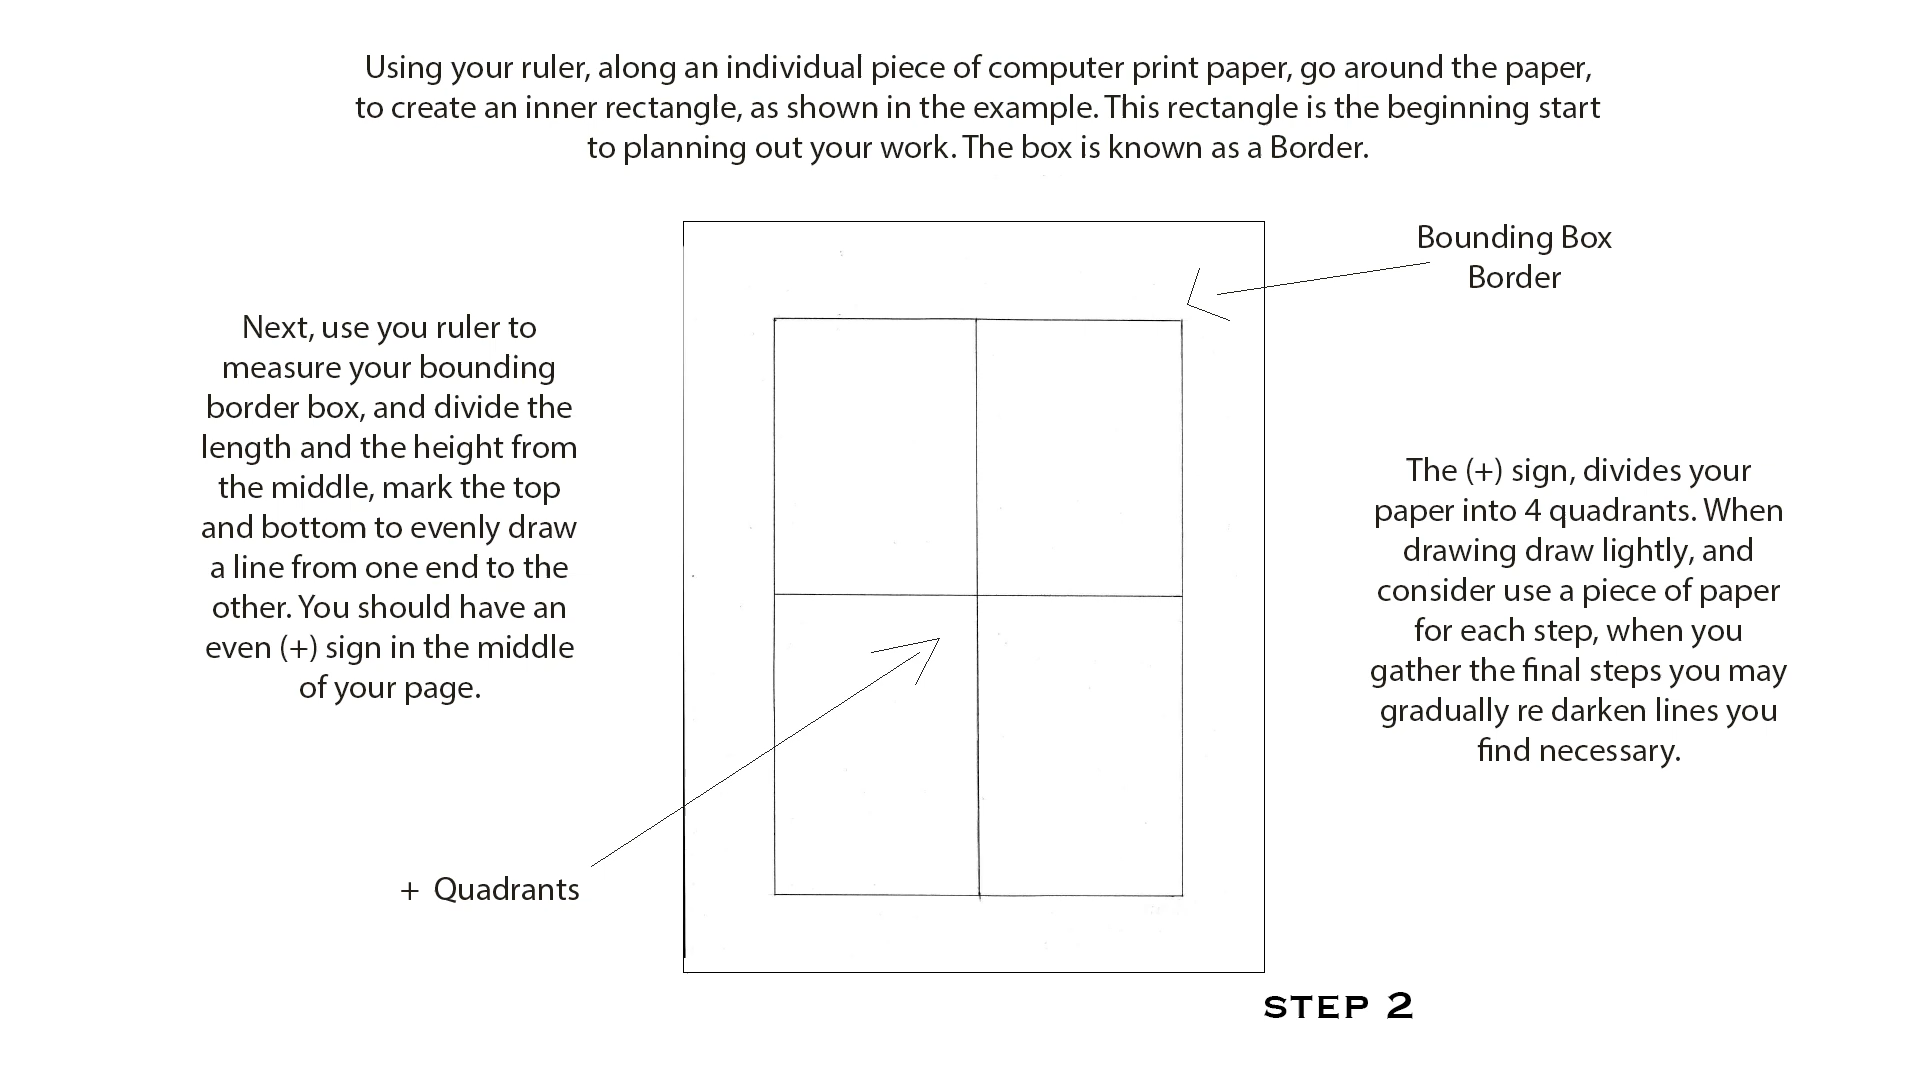 Using your ruler, along an individual piece of computer print paper, go around the paper,
to create an inner rectangle, as shown in the example. This rectangle is the beginning start
to planning out your work. The box is known as a Border.
Bounding Box
Border
Next, use you ruler to
measure your bounding
border box, and divide the
length and the height from
the middle, mark the top
and bottom to evenly draw
a line from one end to the
other. You should have an
even (+) sign in the middle
of your page.
The (+) sign, divides your
paper into 4 quadrants. When
drawing draw lightly, and
consider use a piece of paper
for each step, when you
gather the final steps you may
gradually re darken lines you
find necessary.
+ Quadrants
STEP 2